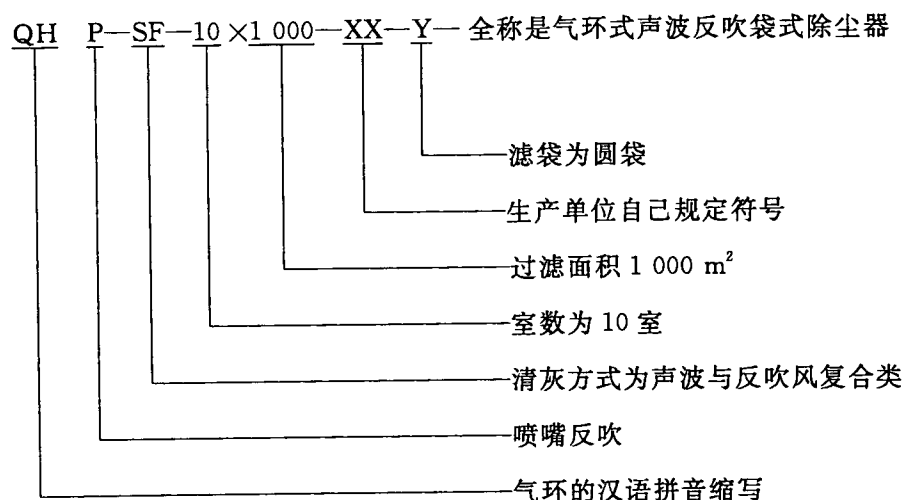 QH P—SF—10×1 000—XX—Y— 全称是气环式声波反吹袋式除尘器
滤袋为圆袋
生产单位自己规定符号
过滤面积 1 000 m²
室数为 10 室
清灰方式为声波与反吹风复合类
喷嘴反吹
气环的汉语拼音缩写